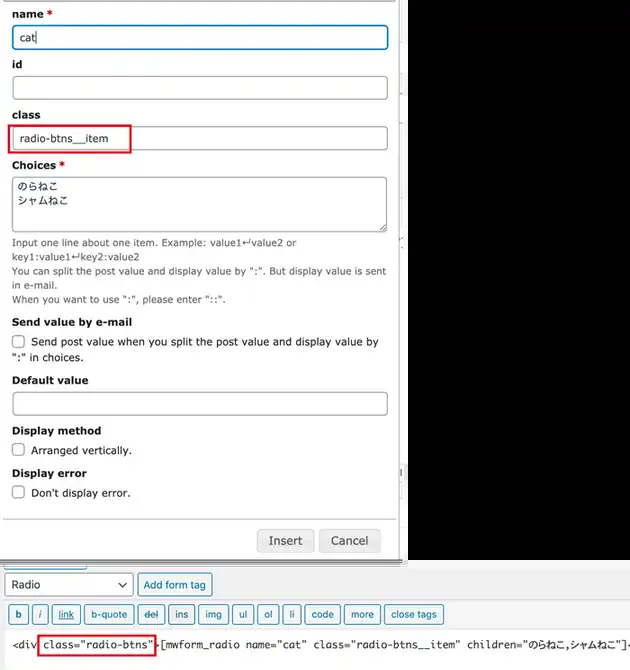 name *
cat
id
class
radio-btns__item
Choices *
のらねこ
シャムねこ
Input one line about one item. Example: value1↵value2 or
key1:value1↵key2:value2
You can split the post value and display value by ":". But display value is sent
in e-mail.
When you want to use ":", please enter "::".
Send value by e-mail
Send post value when you split the post value and display value by
":" in choices.
Default value
Display method
Arranged vertically.
Display error
Don't display error.
Insert Cancel
Radio Add form tag
b i link b-quote del ins img ul ol li code more close tags
<div class="radio-btns">[mwform_radio name="cat" class="radio-btns__item" children="のらねこ,シャムねこ"]<